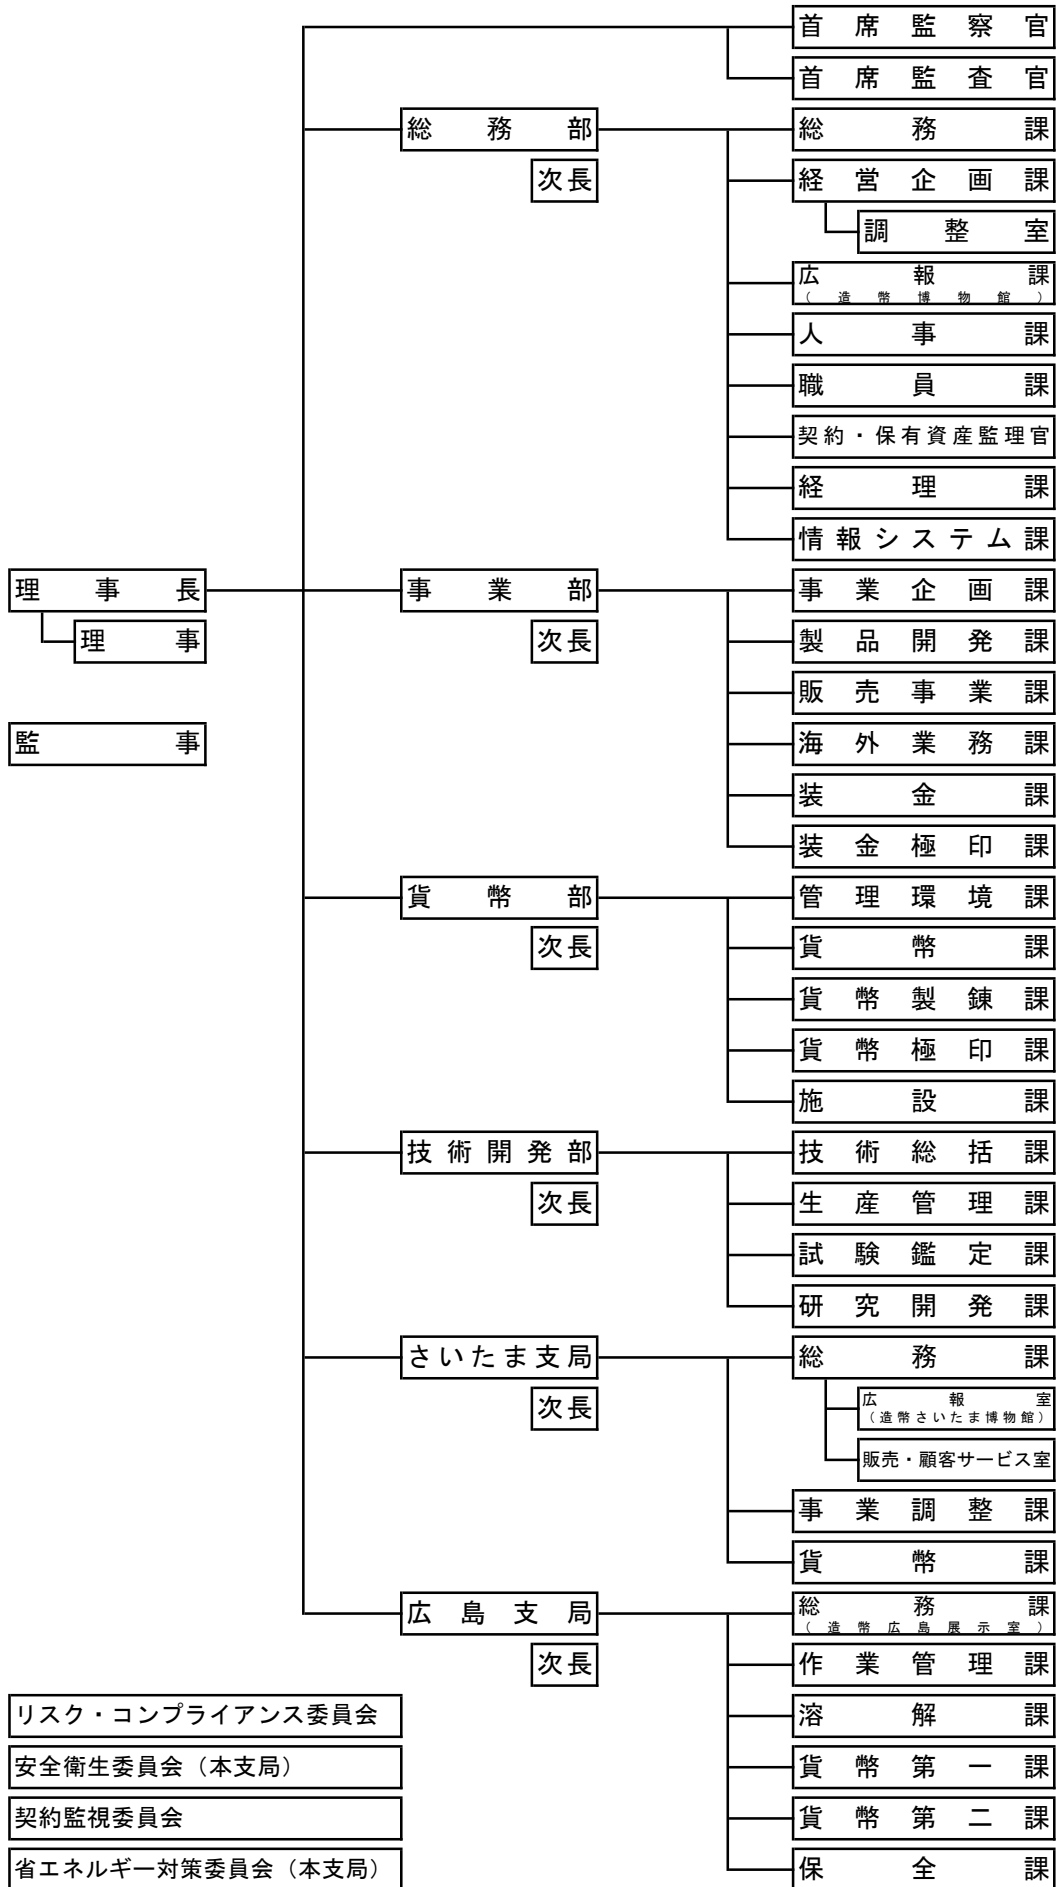 首席監察官
首席監査官
総務部
総務課
次長
経営企画課
調整室
広報課
（造幣博物館）
人事課
職員課
契約・保有資産監理官
経理課
情報システム課
理事長
事業部
事業企画課
理事
次長
製品開発課
販売事業課
監事
海外業務課
装金課
装金極印課
貨幣部
管理環境課
次長
貨幣課
貨幣製錬課
貨幣極印課
施設課
技術開発部
技術総括課
次長
生産管理課
試験鑑定課
研究開発課
さいたま支局
総務課
次長
広報室
（造幣さいたま博物館）
販売・顧客サービス室
事業調整課
貨幣課
広島支局
総務課
（造幣広島展示室）
次長
作業管理課
リスク・コンプライアンス委員会
溶解課
安全衛生委員会（本支局）
貨幣第一課
契約監視委員会
貨幣第二課
省エネルギー対策委員会（本支局）
保全課